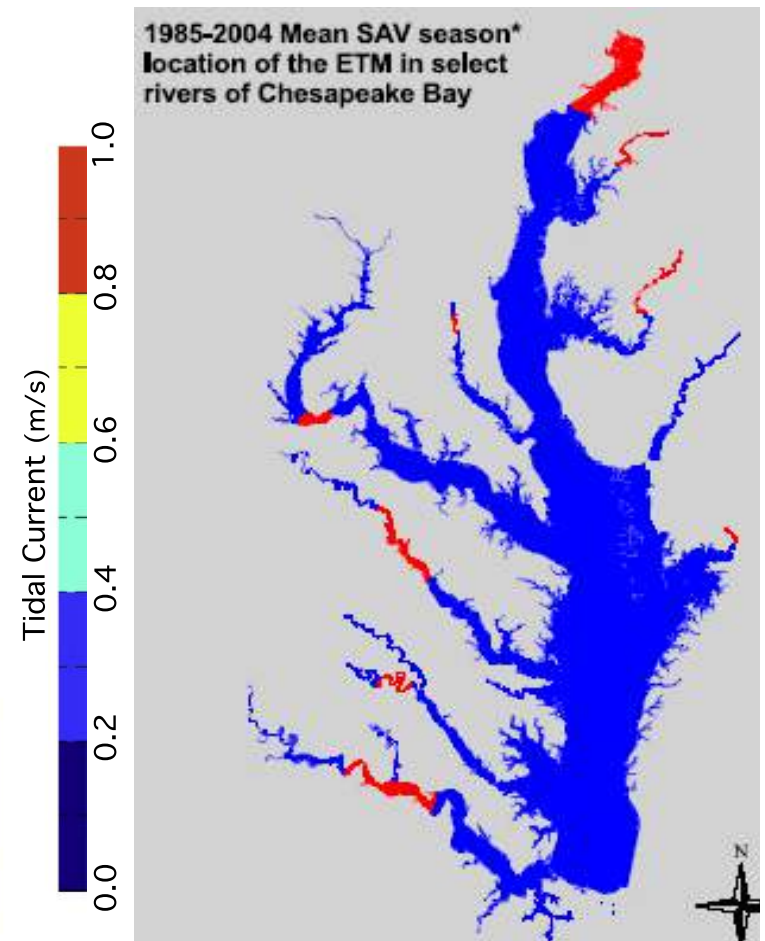 1985-2004 Mean SAV season*
location of the ETM in select
rivers of Chesapeake Bay
1.0
0.8
0.6
0.4
0.2
0.0
Tidal Current (m/s)
N